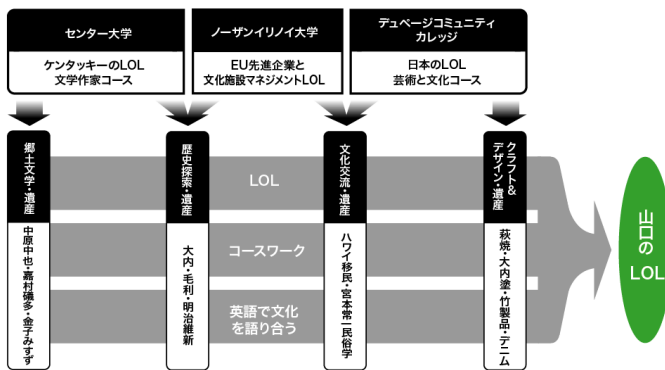 センター大学
ケンタッキーのLOL
文学作家コース
ノーザンイリノイ大学
EU先進企業と
文化施設マネジメントLOL
デュページコミュニティ
カレッジ
日本のLOL
芸術と文化コース
郷土文学・遺産
中原中也・嘉村礒多・金子みすず
歴史探索・遺産
大内・毛利・明治維新
文化交流・遺産
ハワイ移民・宮本常一民俗学
クラフト&
デザイン・遺産
萩焼・大内塗・竹製品・デニム
LOL
コースワーク
英語で文化
を語り合う
山口の
LOL